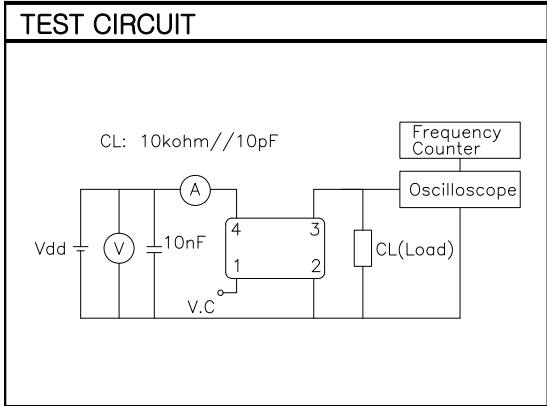 TEST CIRCUIT
CL: 10kohm//10pF
Frequency
Counter
Oscilloscope
A
4
3
Vdd
V
10nF
1
2
CL(Load)
V.C